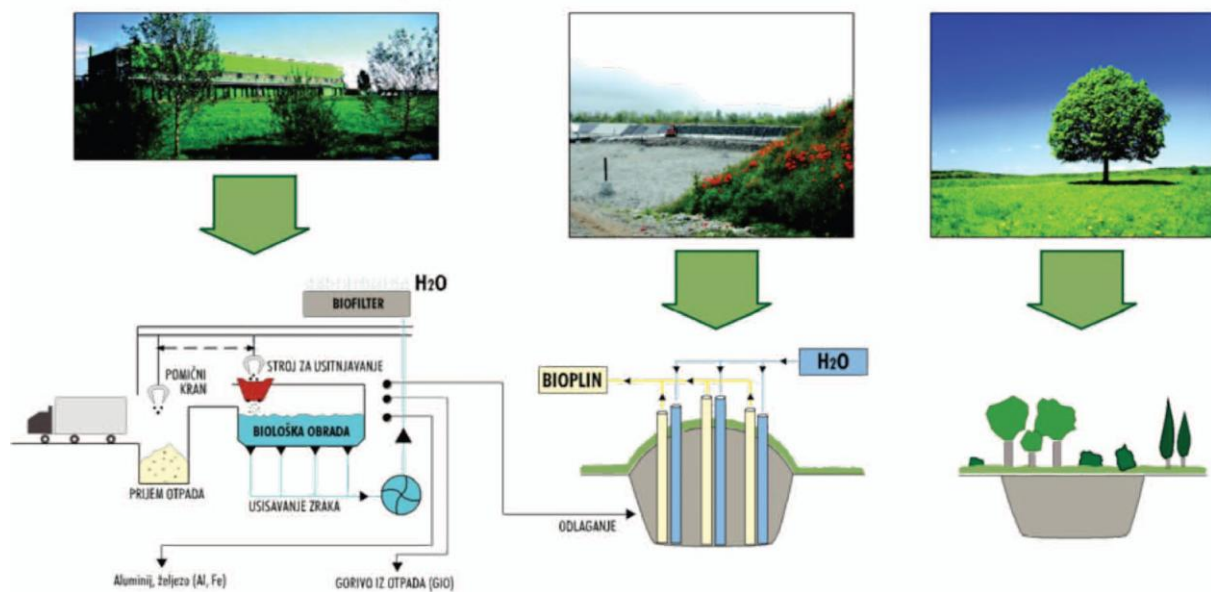 H2O
BIOFILTER
POMIČNI
KRAN
STROJ ZA USITNJAVANJE
BIOLOŠKA OBRADA
PRIJEM OTPADA
USISAVANJE ZRAKA
Aluminij, željezo (Al, Fe)
GORIVO IZ OTPADA (GIO)
ODLAGANJE
BIOPLIN
H2O